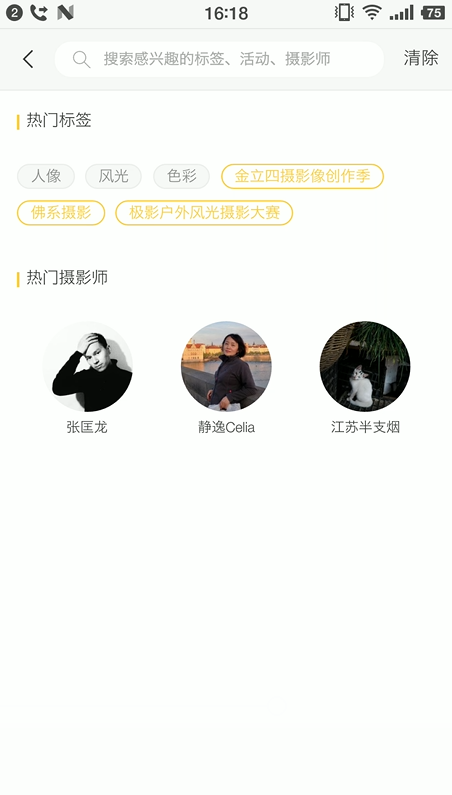 2 16:18 75
搜索感兴趣的标签、活动、摄影师 清除
热门标签
人像 风光 色彩 金立四摄影像创作季
佛系摄影 极影户外风光摄影大赛
热门摄影师
张匡龙 静逸Celia 江苏半支烟